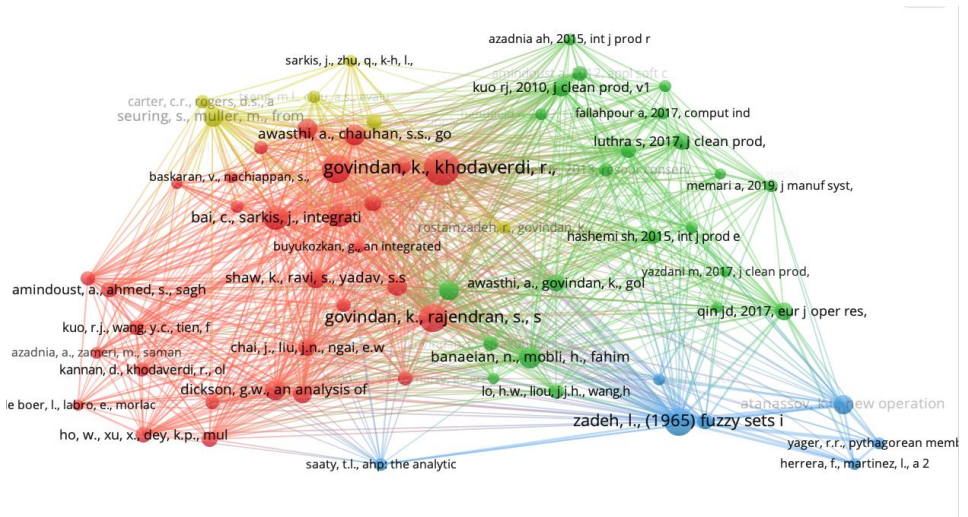 azadnia ah, 2015, int j prod r
sarkis, j., zhu, q., k-h, l.,
amindoust a, 2012, appl soft c
kuo rj, 2010, j clean prod, v1
carter, c.r., rogers, d.s., a
seuring, s., muller, m., from
fallahpour a, 2017, comput ind
awasthi, a., chauhan, s.s., go
luthra s, 2017, j clean prod,
govindan, k., khodaverdi, r.,
baskaran, v., nachiappan, s.,
memari a, 2019, j manuf syst,
bai, c., sarkis, j., integrati
rostamzadeh, r., govindan, k.
hashemi sh, 2015, int j prod e
buyukozkan, g., an integrated
yazdani m, 2017, j clean prod,
shaw, k., ravi, s., yadav, s.s
awasthi, a., govindan, k., gol
amindoust, a., ahmed, s., sagh
qin jd, 2017, eur j oper res,
govindan, k., rajendran, s., s
kuo, r.j., wang, y.c., tien, f
chai, j., liu, j.n., ngai, e.w
azadnia, a., zameri, m., saman
banaeian, n., mobli, h., fahim
kannan, d., khodaverdi, r., ol
dickson, g.w., an analysis of
lo, h.w., liou, j.j.h., wang,h
e boer, l., labro, e., morlac
atanassov, k., new operation
zadeh, l., (1965) fuzzy sets i
ho, w., xu, x., dey, k.p., mul
yager, r.r., pythagorean memb
saaty, t.l., ahp: the analytic
herrera, f., martinez, l., a 2